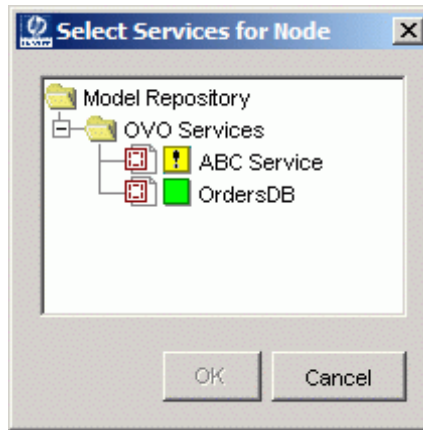 Select Services for Node
Model Repository
OVO Services
! ABC Service
OrdersDB
OK
Cancel